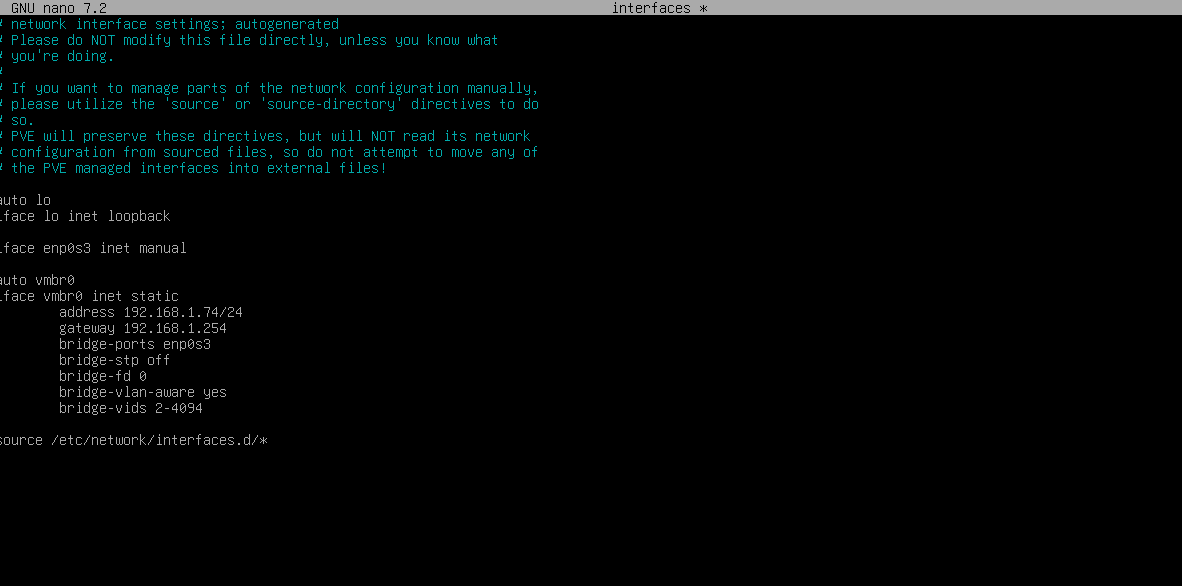 GNU nano 7.2 interfaces *
# network interface settings; autogenerated
# Please do NOT modify this file directly, unless you know what
# you're doing.
#
# If you want to manage parts of the network configuration manually,
# please utilize the 'source' or 'source-directory' directives to do
# so.
# PVE will preserve these directives, but will NOT read its network
# configuration from sourced files, so do not attempt to move any of
# the PVE managed interfaces into external files!
auto lo
iface lo inet loopback
iface enp0s3 inet manual
auto vmbr0
iface vmbr0 inet static
address 192.168.1.74/24
gateway 192.168.1.254
bridge-ports enp0s3
bridge-stp off
bridge-fd 0
bridge-vlan-aware yes
bridge-vids 2-4094
source /etc/network/interfaces.d/*